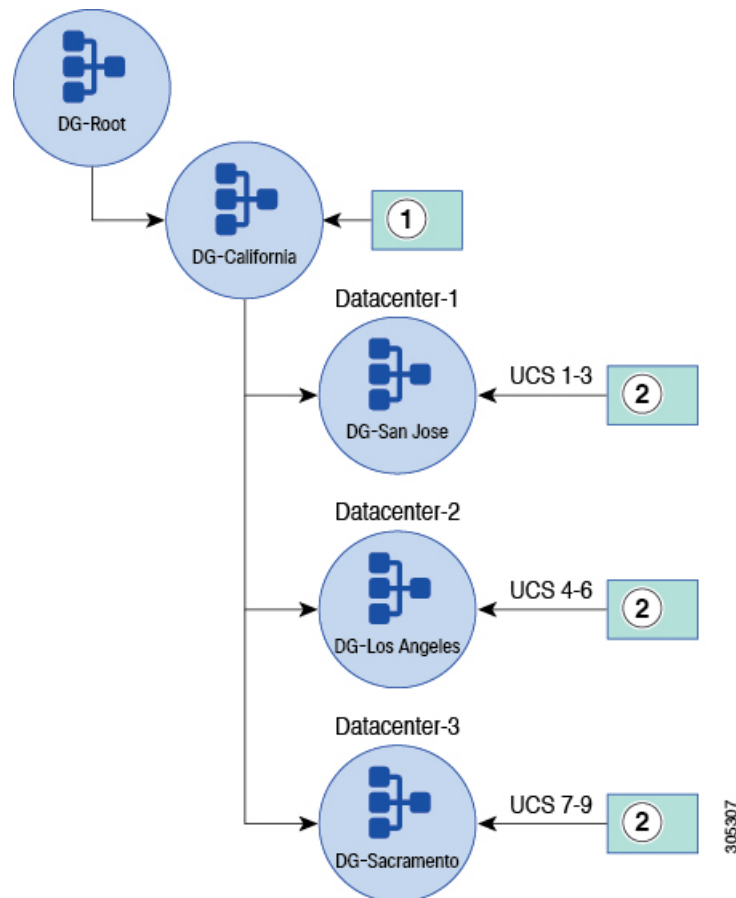 DG-Root
DG-California
1
Datacenter-1
DG-San Jose
UCS 1-3
2
Datacenter-2
DG-Los Angeles
UCS 4-6
2
Datacenter-3
DG-Sacramento
UCS 7-9
2
305307